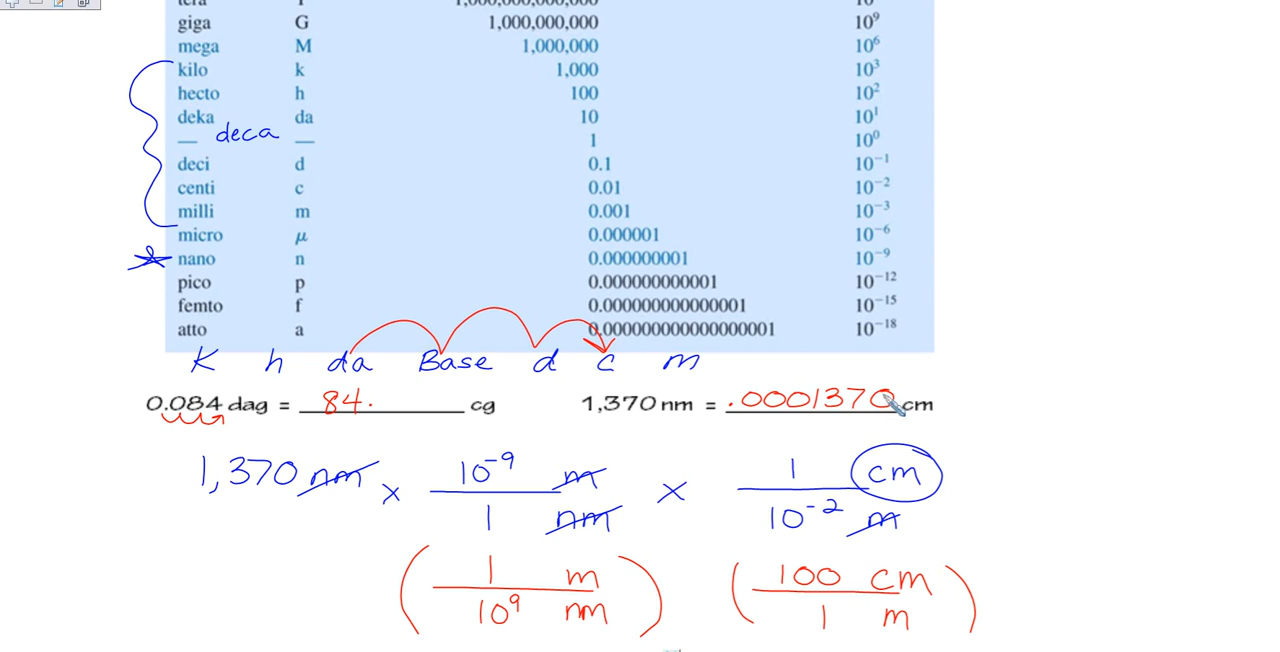 giga G 1,000,000,000 10⁹
mega M 1,000,000 10⁶
kilo k 1,000 10³
hecto h 100 10²
deka da 10 10¹
deca
— — 1 10⁰
deci d 0.1 10⁻¹
centi c 0.01 10⁻²
milli m 0.001 10⁻³
micro μ 0.000001 10⁻⁶
nano n 0.000000001 10⁻⁹
pico p 0.000000000001 10⁻¹²
femto f 0.000000000000001 10⁻¹⁵
atto a 0.000000000000000001 10⁻¹⁸
K h da Base d c m
0.084 dag = 84. cg 1,370 nm = .0001370 cm
1,370 nm × 10⁻⁹ m / 1 nm × 1 cm / 10⁻² m
( 1 m / 10⁹ nm ) ( 100 cm / 1 m )